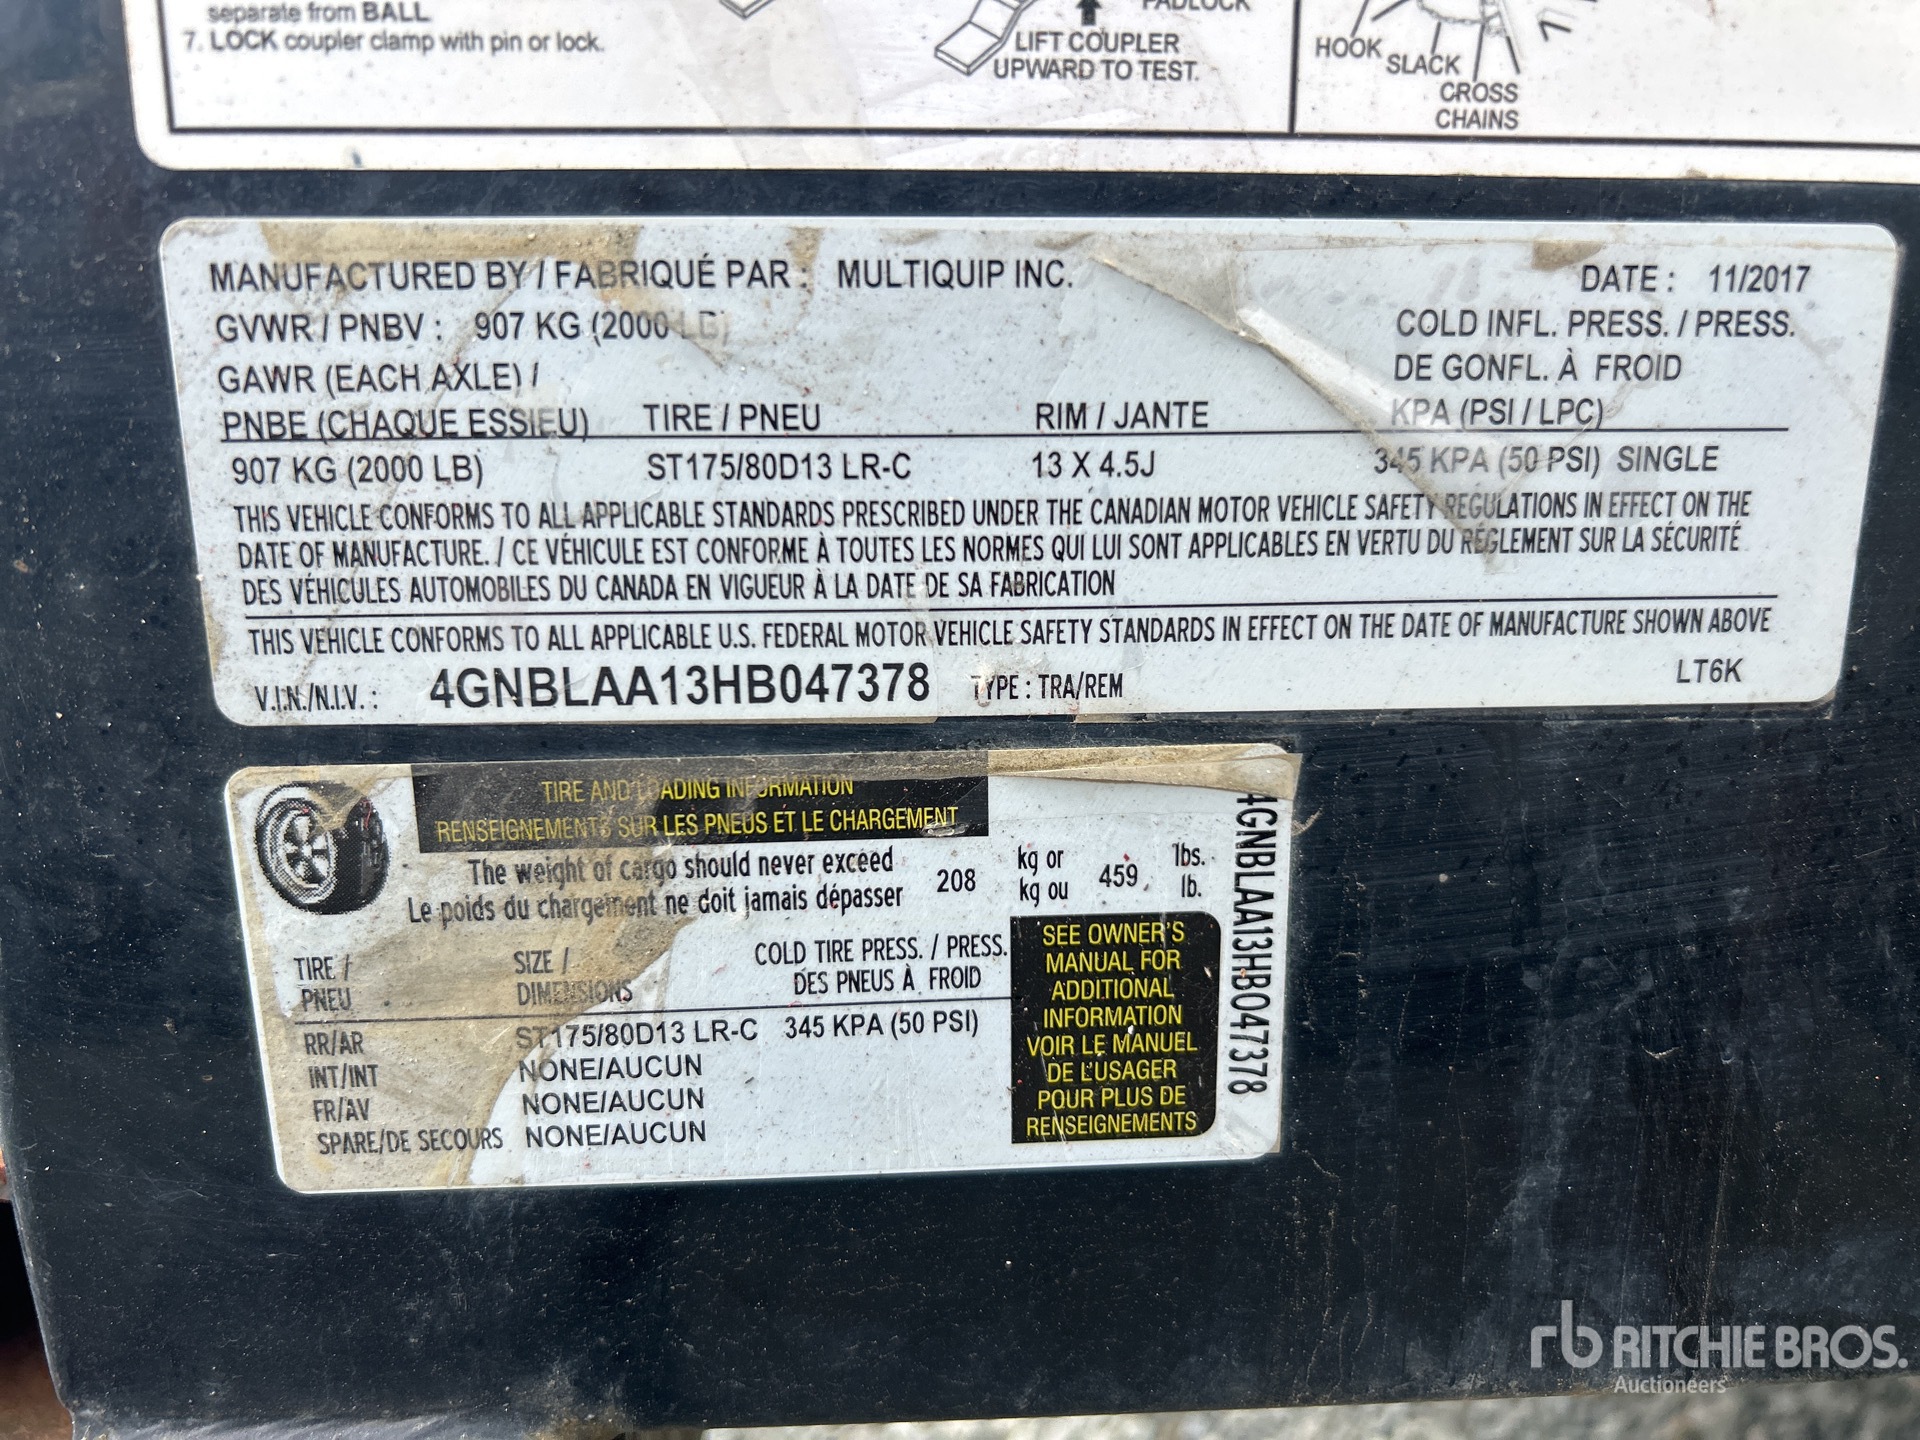 separate from BALL
7. LOCK coupler clamp with pin or lock.
PADLOCK
LIFT COUPLER
UPWARD TO TEST.
HOOK
SLACK
CROSS
CHAINS
MANUFACTURED BY / FABRIQUÉ PAR : MULTIQUIP INC. DATE : 11/2017
GVWR / PNBV : 907 KG (2000 LB) COLD INFL. PRESS. / PRESS.
GAWR (EACH AXLE) / DE GONFL. À FROID
PNBE (CHAQUE ESSIEU) TIRE / PNEU RIM / JANTE KPA (PSI / LPC)
907 KG (2000 LB) ST175/80D13 LR-C 13 X 4.5J 345 KPA (50 PSI) SINGLE
THIS VEHICLE CONFORMS TO ALL APPLICABLE STANDARDS PRESCRIBED UNDER THE CANADIAN MOTOR VEHICLE SAFETY REGULATIONS IN EFFECT ON THE
DATE OF MANUFACTURE. / CE VÉHICULE EST CONFORME À TOUTES LES NORMES QUI LUI SONT APPLICABLES EN VERTU DU RÉGLEMENT SUR LA SÉCURITÉ
DES VÉHICULES AUTOMOBILES DU CANADA EN VIGUEUR À LA DATE DE SA FABRICATION
THIS VEHICLE CONFORMS TO ALL APPLICABLE U.S. FEDERAL MOTOR VEHICLE SAFETY STANDARDS IN EFFECT ON THE DATE OF MANUFACTURE SHOWN ABOVE
V.I.N./N.I.V. : 4GNBLAA13HB047378 TYPE : TRA/REM LT6K
TIRE AND LOADING INFORMATION
RENSEIGNEMENTS SUR LES PNEUS ET LE CHARGEMENT
The weight of cargo should never exceed 208 kg or 459 lbs.
Le poids du chargement ne doit jamais dépasser kg ou lb.
TIRE / SIZE / COLD TIRE PRESS. / PRESS.
PNEU DIMENSIONS DES PNEUS À FROID
RR/AR ST175/80D13 LR-C 345 KPA (50 PSI)
INT/INT NONE/AUCUN
FR/AV NONE/AUCUN
SPARE/DE SECOURS NONE/AUCUN
SEE OWNER'S
MANUAL FOR
ADDITIONAL
INFORMATION
VOIR LE MANUEL
DE L'USAGER
POUR PLUS DE
RENSEIGNEMENTS
4GNBLAA13HB047378
rb RITCHIE BROS.
Auctioneers